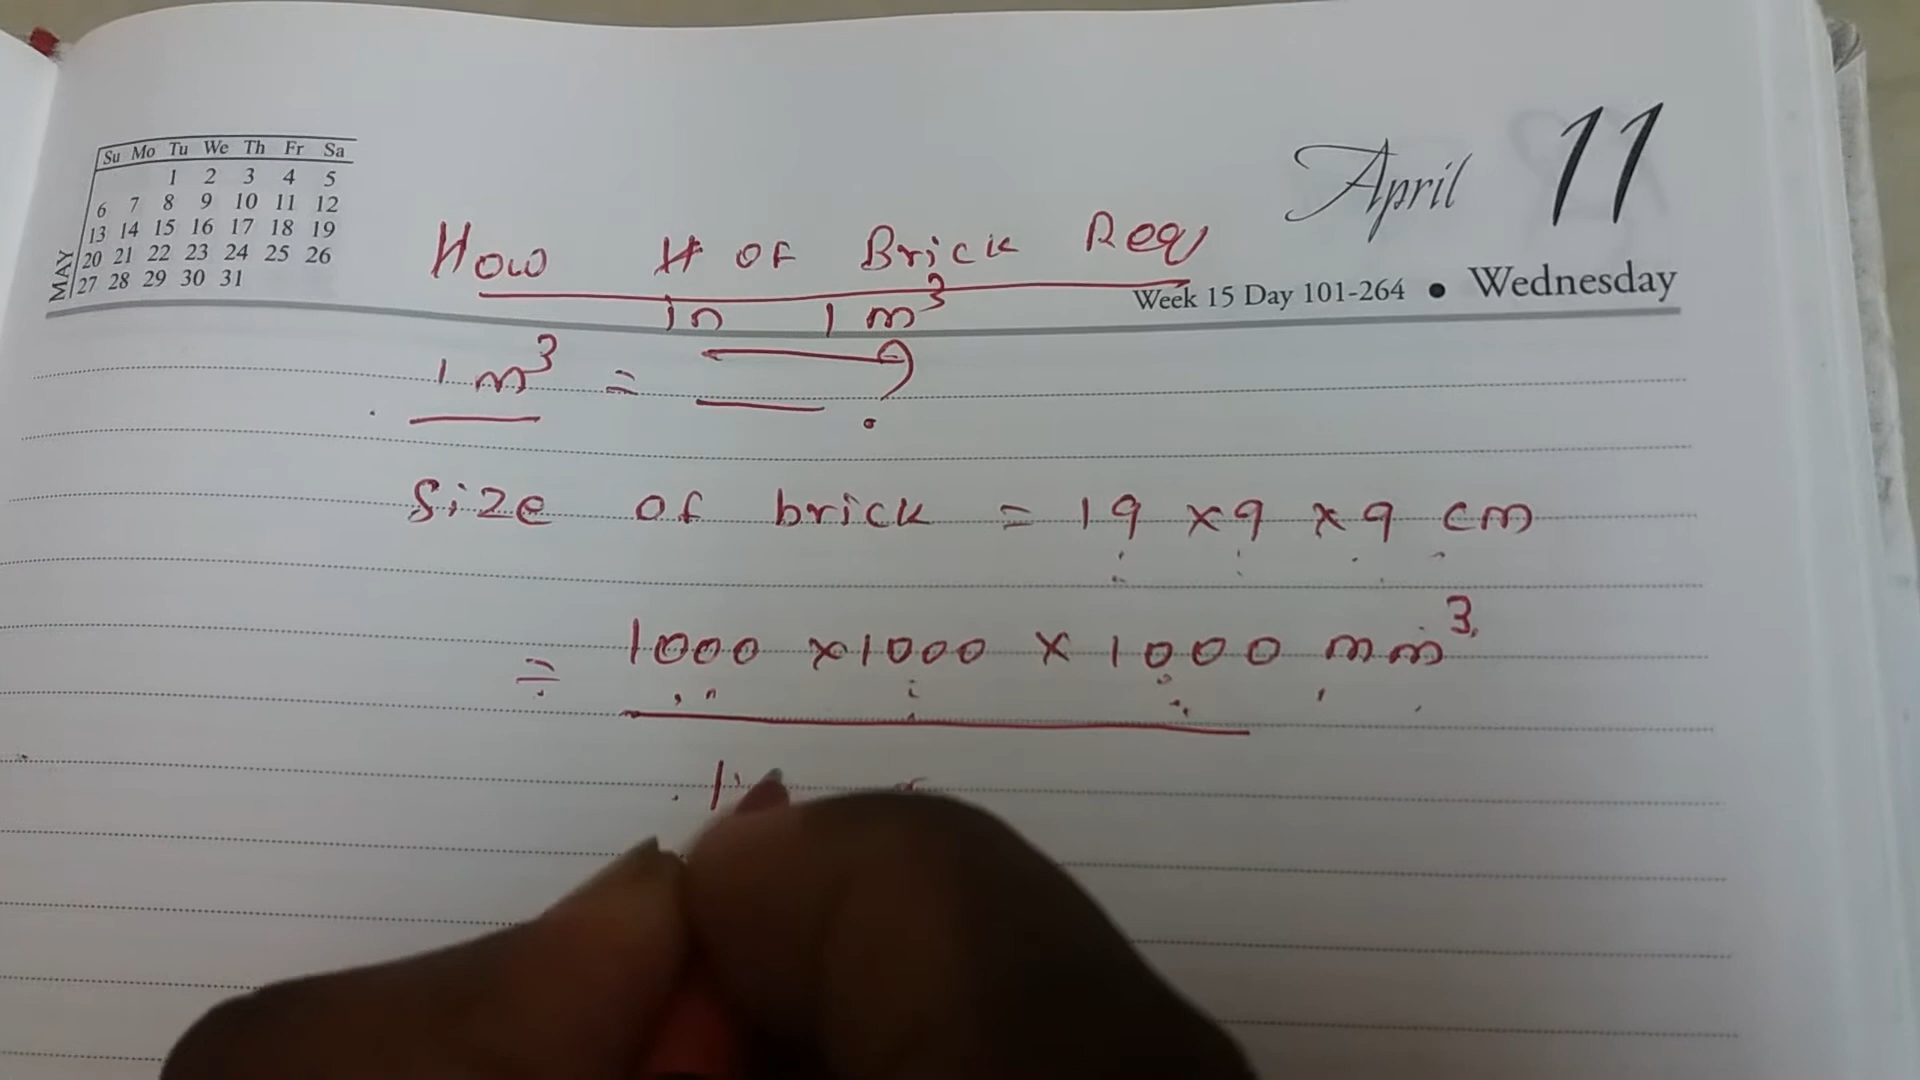 Su Mo Tu We Th Fr Sa
1 2 3 4 5
6 7 8 9 10 11 12
13 14 15 16 17 18 19
20 21 22 23 24 25 26
27 28 29 30 31
MAY
April 11
Week 15 Day 101-264 • Wednesday
How # of Brick Req
in 1 m³
1 m³ = ?
Size of brick = 19 x 9 x 9 cm
= 1000 x 1000 x 1000 mm³